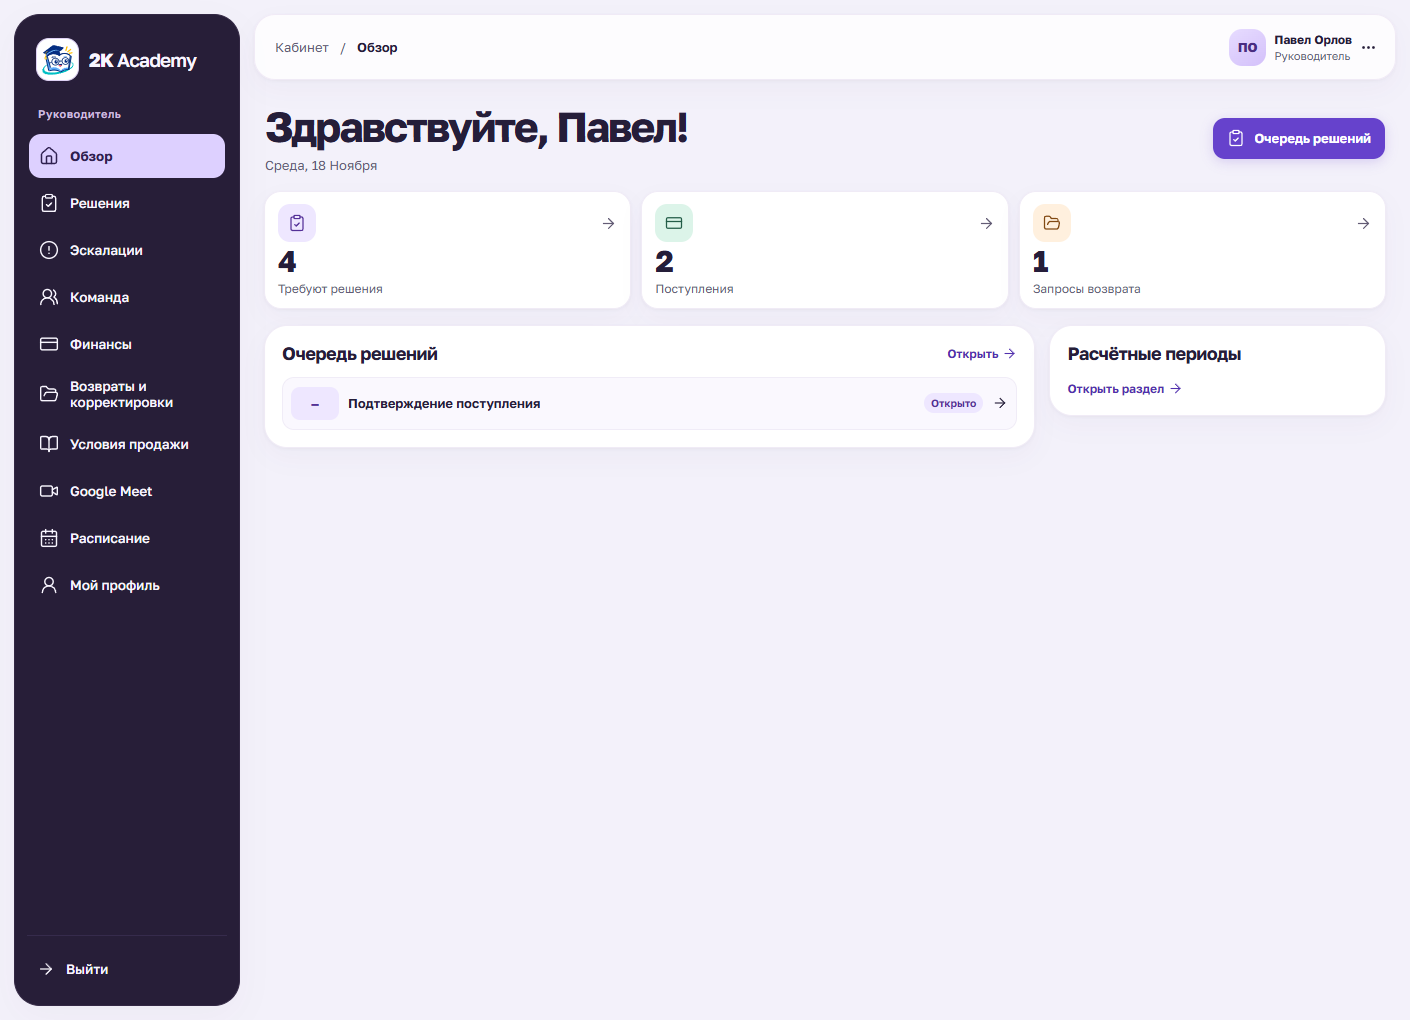 2K Academy
Руководитель
Обзор
Решения
Эскалации
Команда
Финансы
Возвраты и
корректировки
Условия продажи
Google Meet
Расписание
Мой профиль
Выйти
Кабинет / Обзор
ПО
Павел Орлов
Руководитель
Здравствуйте, Павел!
Среда, 18 Ноября
Очередь решений
4
Требуют решения
2
Поступления
1
Запросы возврата
Очередь решений
Открыть
–
Подтверждение поступления
Открыто
Расчётные периоды
Открыть раздел